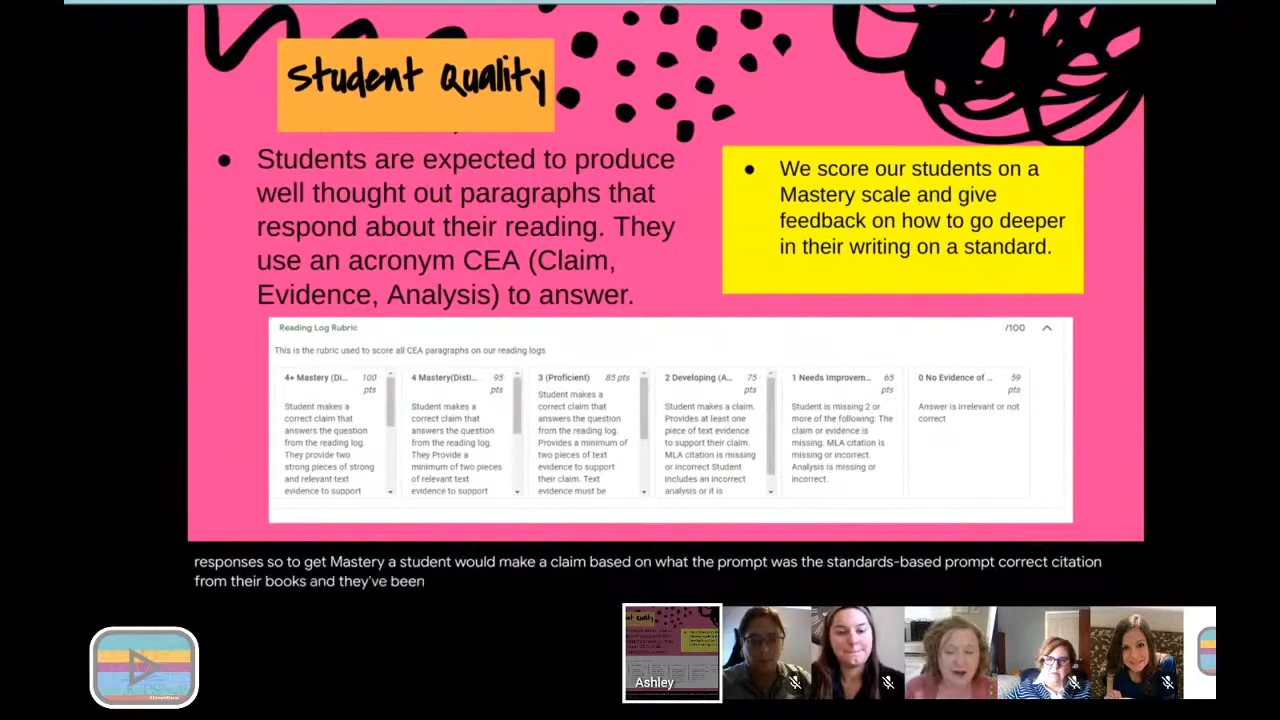 Student Quality
Students are expected to produce
well thought out paragraphs that
respond about their reading. They
use an acronym CEA (Claim,
Evidence, Analysis) to answer.
We score our students on a
Mastery scale and give
feedback on how to go deeper
in their writing on a standard.
Reading Log Rubric
/100
This is the rubric used to score all CEA paragraphs on our reading logs
4+ Mastery (Di... 100 pts
Student makes a
correct claim that
answers the question
from the reading log.
They provide two
strong pieces of strong
and relevant text
evidence to support
4 Mastery(Disti... 95 pts
Student makes a
correct claim that
answers the question
from the reading log.
They Provide a
minimum of two pieces
of relevant text
evidence to support
3 (Proficient) 85 pts
Student makes a
correct claim that
answers the question
from the reading log.
Provides a minimum of
two pieces of text
evidence to support
their claim. Text
evidence must be
2 Developing (A... 75 pts
Student makes a claim.
Provides at least one
piece of text evidence
to support their claim.
MLA citation is missing
or incorrect Student
includes an incorrect
analysis or it is
1 Needs Improvem... 65 pts
Student is missing 2 or
more of the following: The
claim or evidence is
missing. MLA citation is
missing or incorrect.
Analysis is missing or
incorrect.
0 No Evidence of ... 59 pts
Answer is irrelevant or not
correct
responses so to get Mastery a student would make a claim based on what the prompt was the standards-based prompt correct citation
from their books and they've been
Ashley